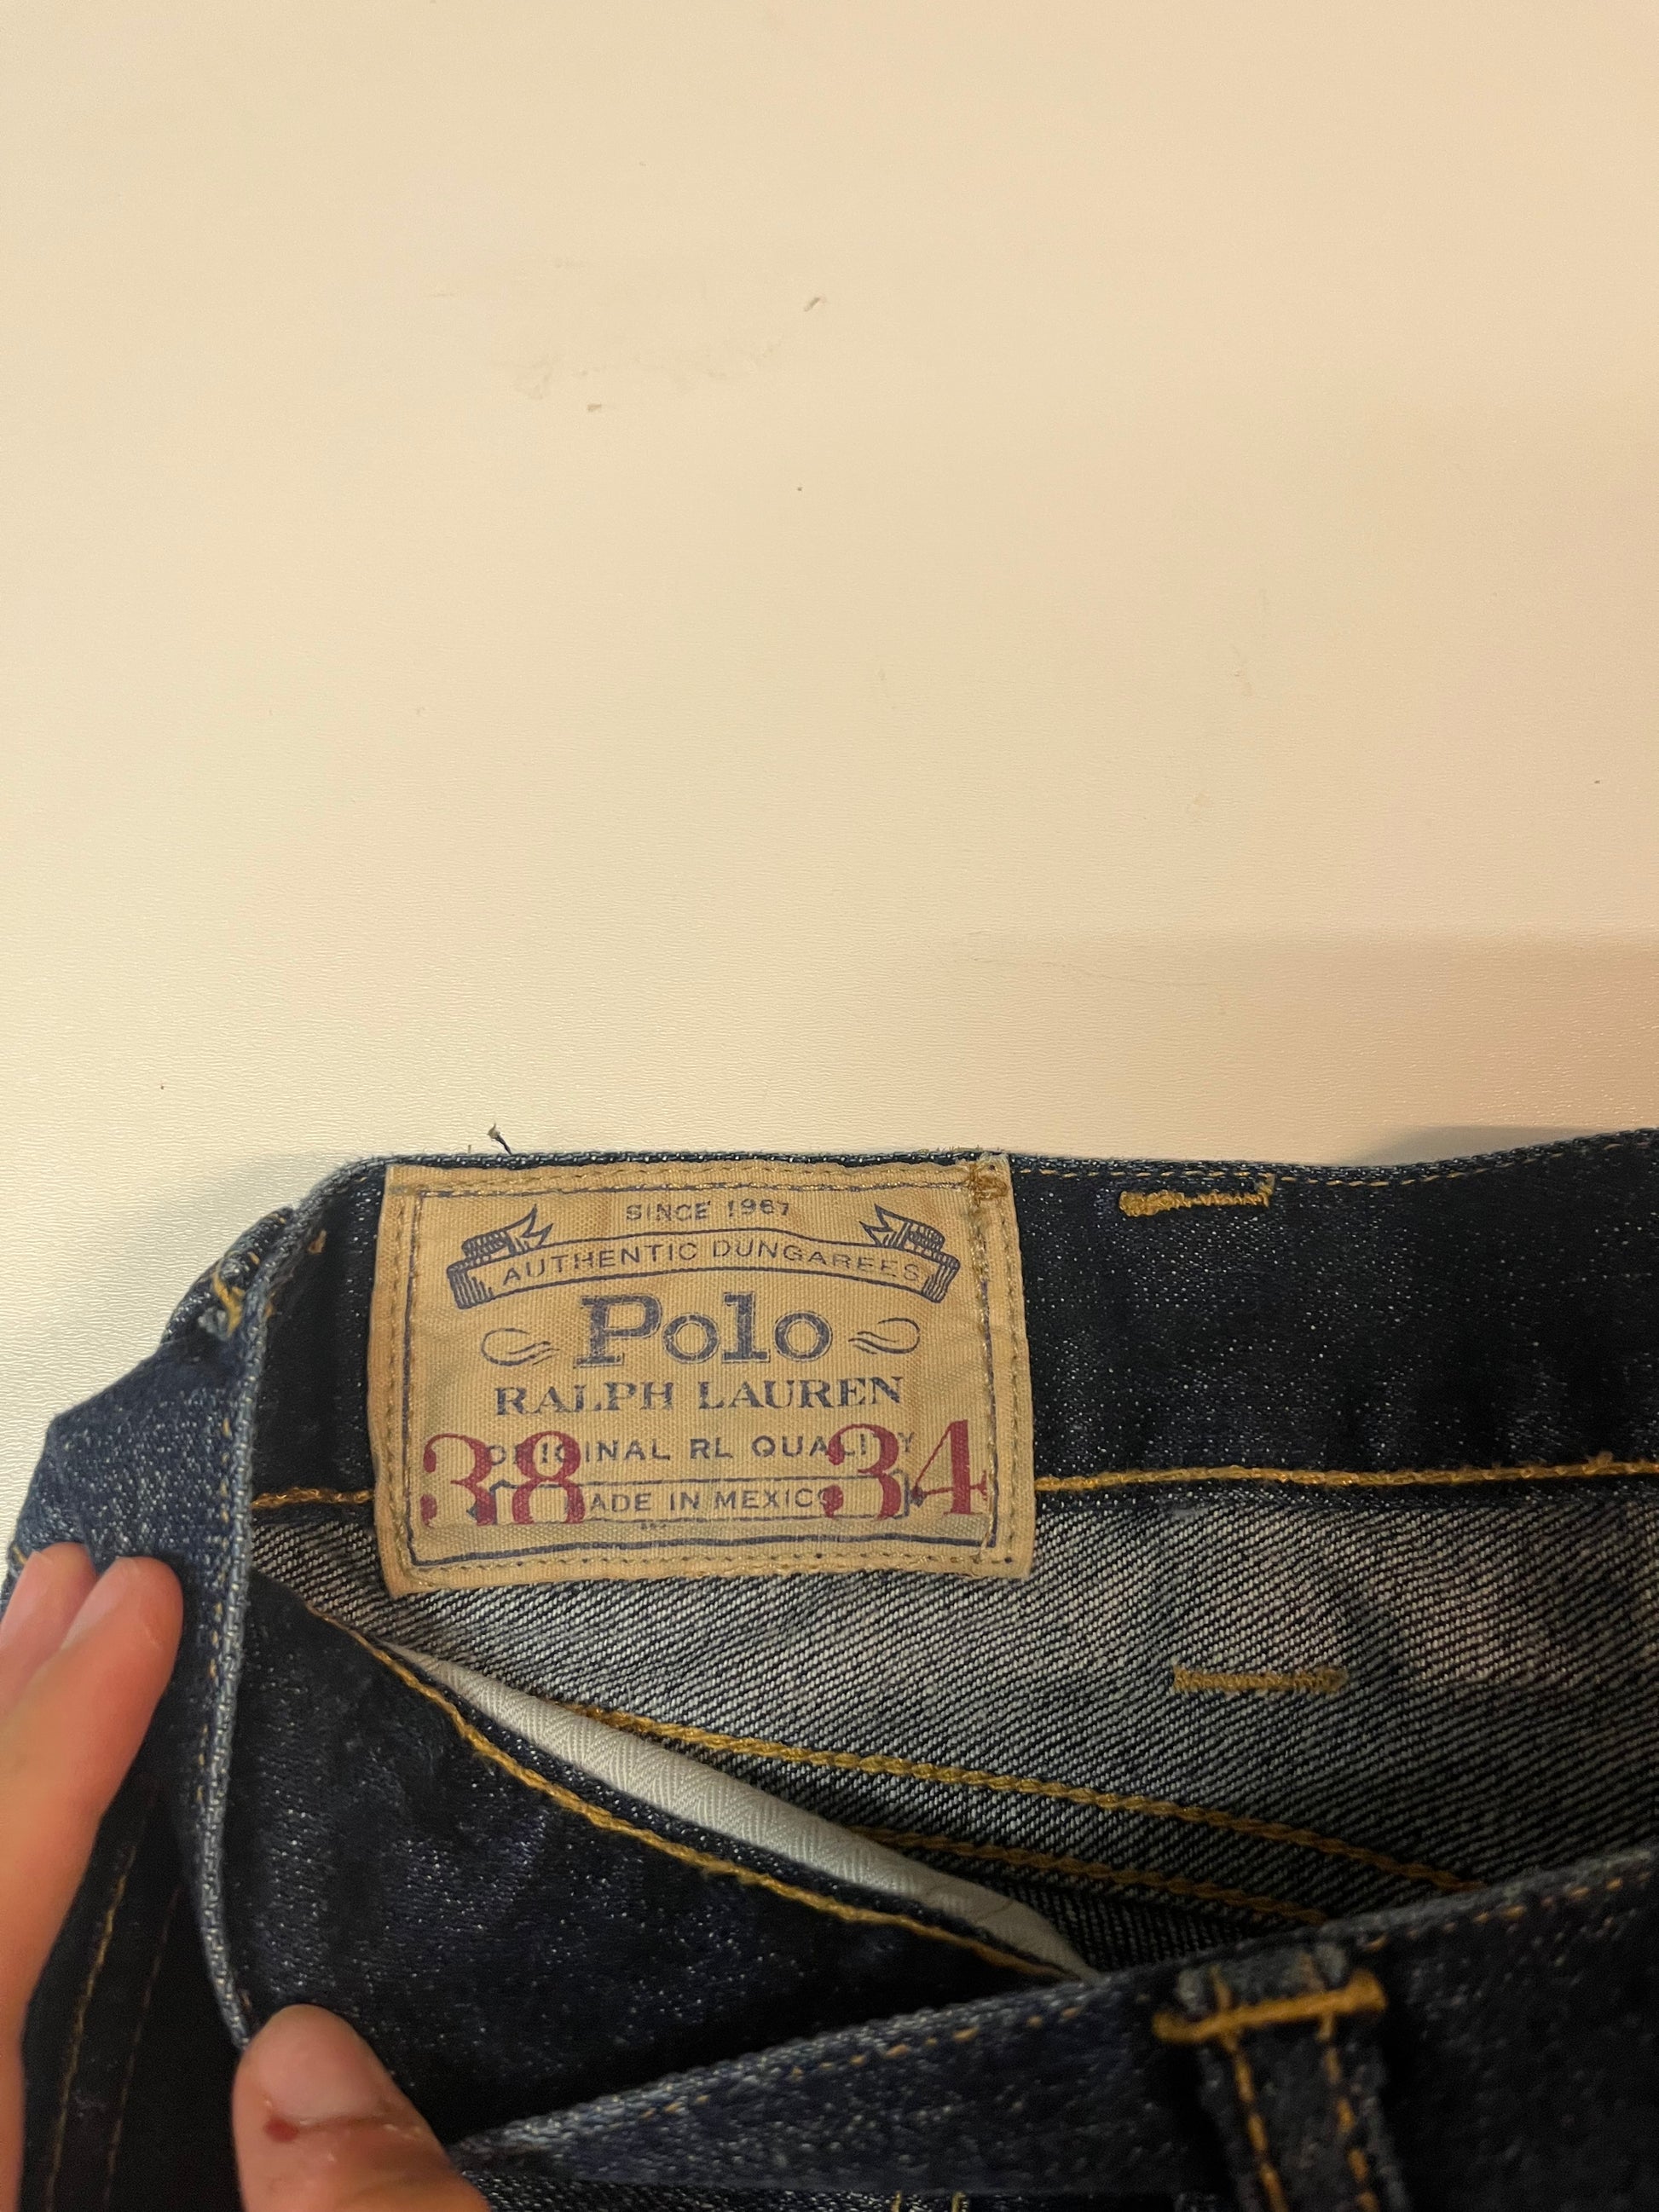 SINCE 1967
AUTHENTIC DUNGAREES
Polo
RALPH LAUREN
ORIGINAL RL QUALITY
38 34
MADE IN MEXICO